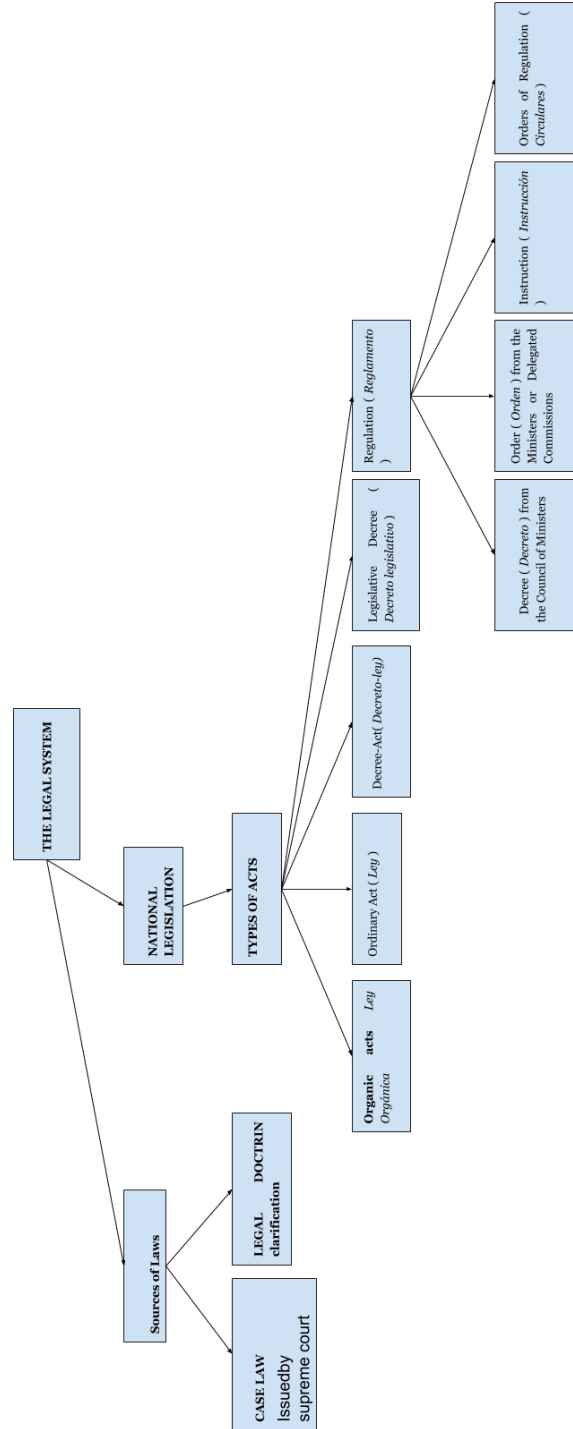 THE LEGAL SYSTEM
Sources of Laws
NATIONAL
LEGISLATION
CASE LAW
Issuedby
supreme court
LEGAL DOCTRIN
clarification
TYPES OF ACTS
Organic acts Ley
Orgánica
Ordinary Act ( Ley )
Decree-Act( Decreto-ley)
Legislative Decree (
Decreto legislativo )
Regulation ( Reglamento
)
Decree ( Decreto ) from
the Council of Ministers
Order ( Orden ) from the
Ministers or Delegated
Commissions
Instruction ( Instrucción
)
Orders of Regulation (
Circulares )